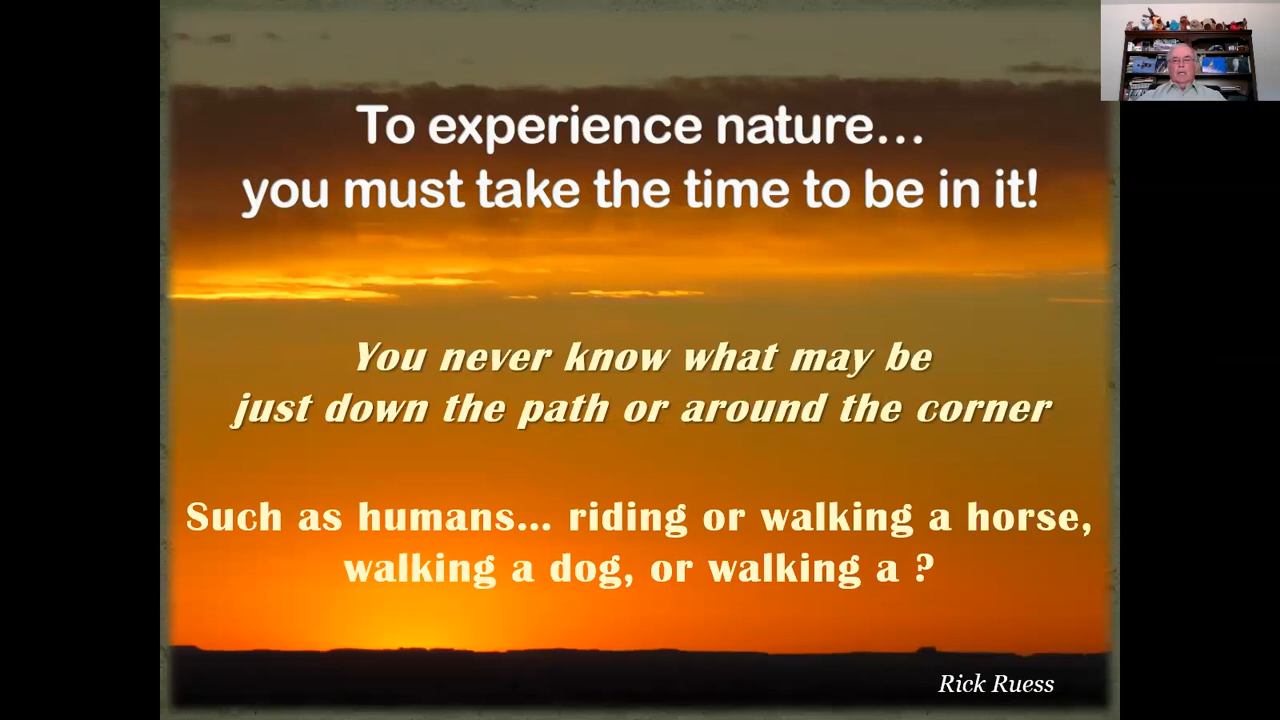 To experience nature...
you must take the time to be in it!
You never know what may be
just down the path or around the corner
Such as humans... riding or walking a horse,
walking a dog, or walking a ?
Rick Ruess